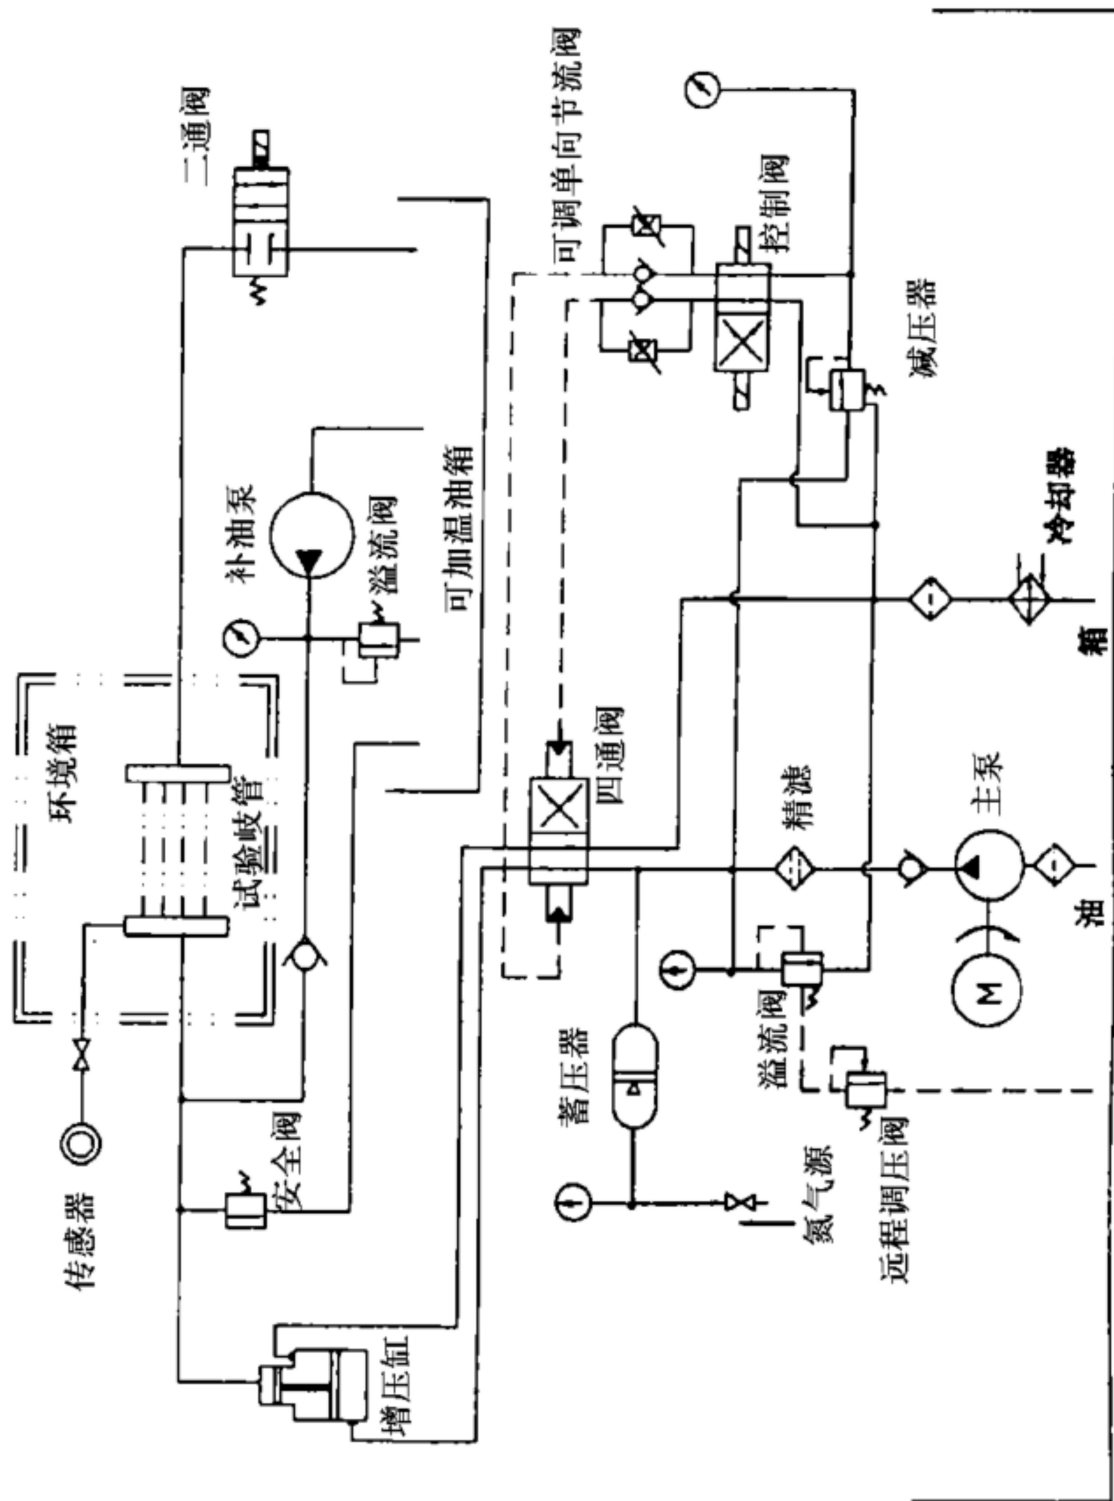 二通阀
可调单向节流阀
控制阀
减压器
补油泵
溢流阀
可加温油箱
冷却器
环境箱
试验岐管
四通阀
精滤
主泵
油
箱
M
传感器
安全阀
蓄压器
溢流阀
氮气源
远程调压阀
增压缸